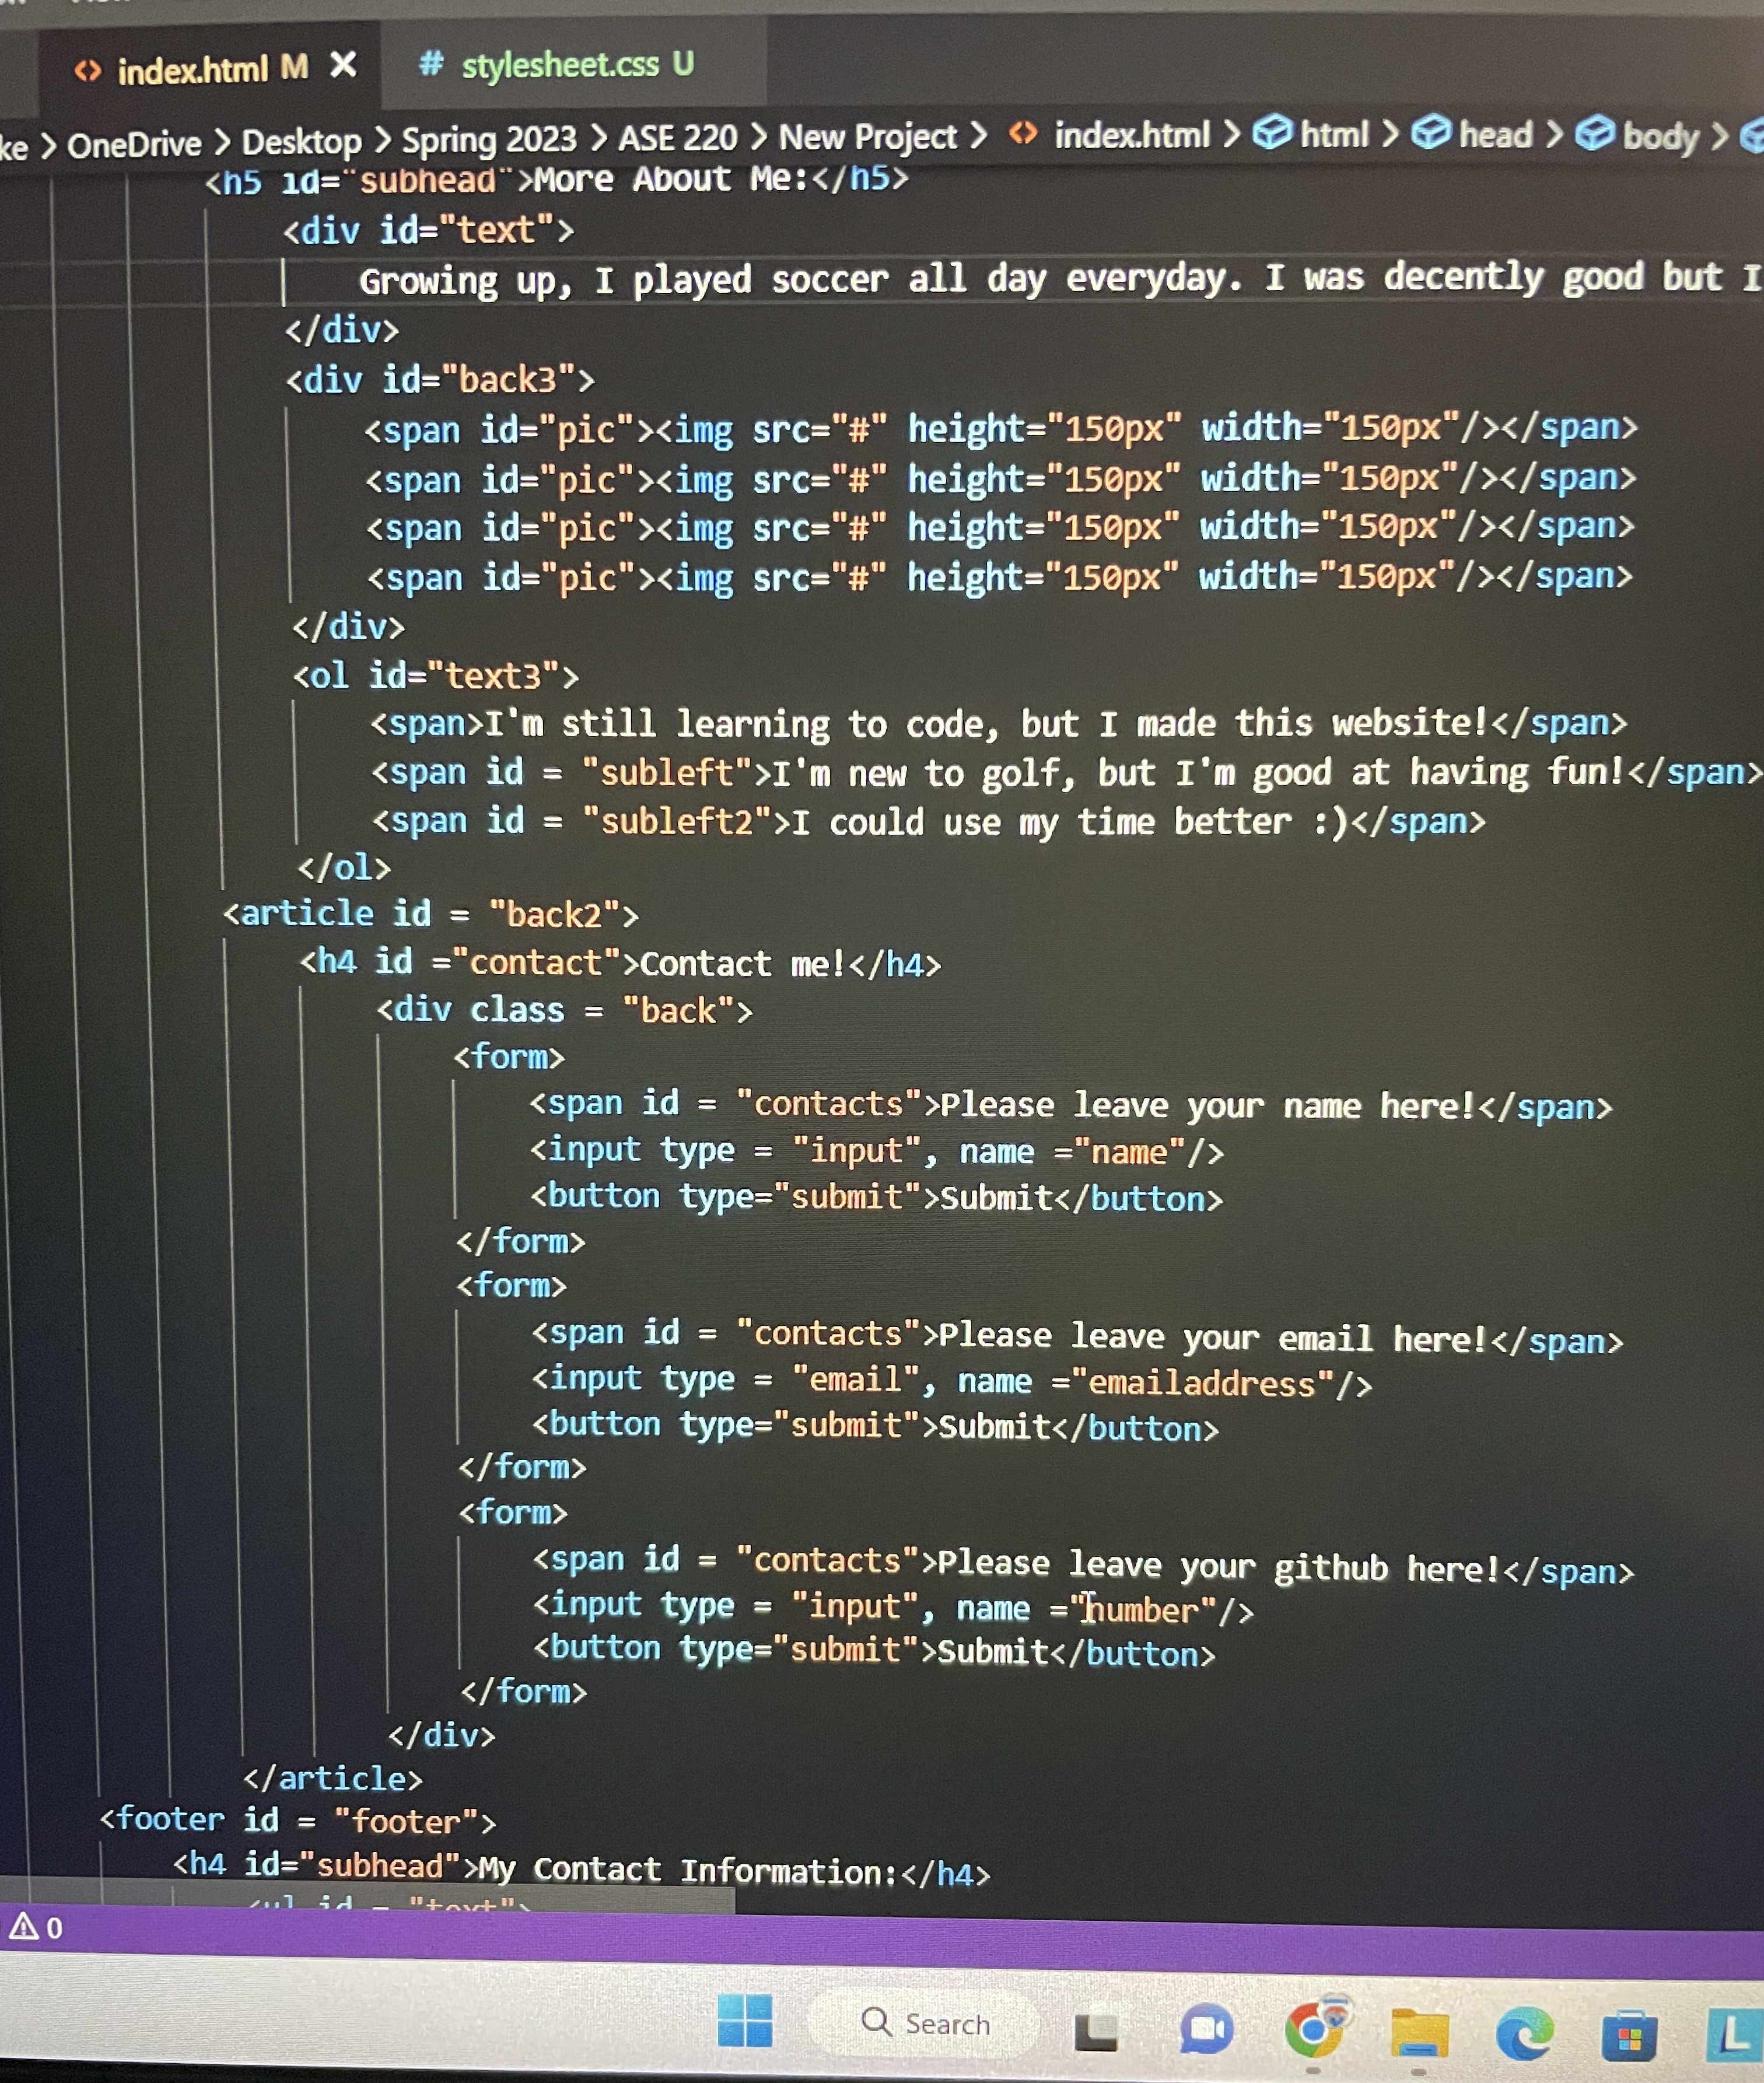 index.html M X
# stylesheet.css U
ke > OneDrive > Desktop > Spring 2023 > ASE 220 > New Project > <> index.html > html > head > body >
<h5 id="subhead">More About Me:</h5>
<div id="text">
Growing up, I played soccer all day everyday. I was decently good but I
</div>
<div id="back3">
<span id="pic"><img src="#" height="150px" width="150px"/></span>
<span id="pic"><img src="#" height="150px" width="150px"/></span>
<span id="pic"><img src="#" height="150px" width="150px"/></span>
<span id="pic"><img src="#" height="150px" width="150px"/></span>
</div>
<ol id="text3">
<span>I'm still learning to code, but I made this website!</span>
<span id = "subleft">I'm new to golf, but I'm good at having fun!</span>
<span id = "subleft2">I could use my time better :)</span>
</ol>
<article id = "back2">
<h4 id ="contact">Contact me!</h4>
<div class = "back">
<form>
<span id = "contacts">Please leave your name here!</span>
<input type = "input", name ="name"/>
<button type="submit">Submit</button>
</form>
<form>
<span id = "contacts">Please leave your email here!</span>
<input type = "email", name ="emailaddress"/>
<button type="submit">Submit</button>
</form>
<form>
<span id = "contacts">Please leave your github here!</span>
<input type = "input", name ="number"/>
<button type="submit">Submit</button>
</form>
</div>
</article>
<footer id = "footer">
<h4 id="subhead">My Contact Information:</h4>
<ul id = "text">
0
Search